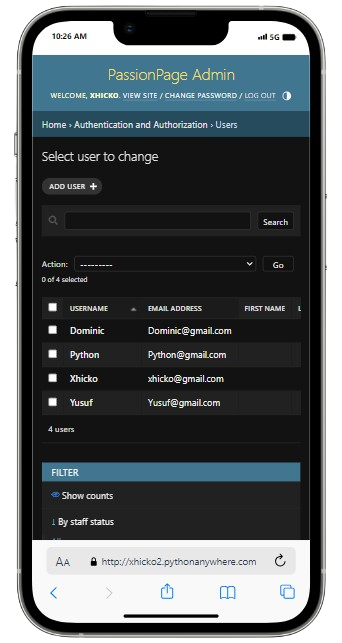 10:26 AM 5G
PassionPage Admin
WELCOME, XHICKO. VIEW SITE / CHANGE PASSWORD / LOG OUT
Home › Authentication and Authorization › Users
Select user to change
ADD USER +
Search
Action: --------- Go
0 of 4 selected
USERNAME EMAIL ADDRESS FIRST NAME L
Dominic Dominic@gmail.com
Python Python@gmail.com
Xhicko xhicko@gmail.com
Yusuf Yusuf@gmail.com
4 users
FILTER
Show counts
↓ By staff status
AA http://xhicko2.pythonanywhere.com